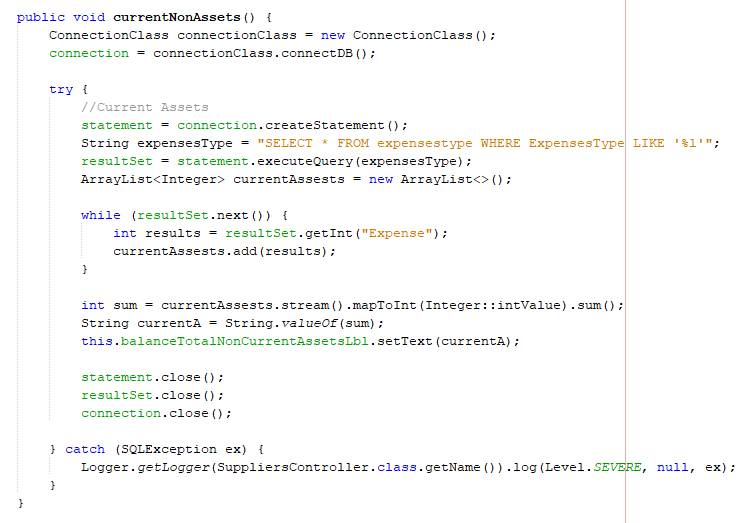 public void currentNonAssets() {
    ConnectionClass connectionClass = new ConnectionClass();
    connection = connectionClass.connectDB();

    try {
        //Current Assets
        statement = connection.createStatement();
        String expensesType = "SELECT * FROM expensestype WHERE ExpensesType LIKE '%l'";
        resultSet = statement.executeQuery(expensesType);
        ArrayList<Integer> currentAssests = new ArrayList<>();

        while (resultSet.next()) {
            int results = resultSet.getInt("Expense");
            currentAssests.add(results);
        }

        int sum = currentAssests.stream().mapToInt(Integer::intValue).sum();
        String currentA = String.valueOf(sum);
        this.balanceTotalNonCurrentAssetsLbl.setText(currentA);

        statement.close();
        resultSet.close();
        connection.close();

    } catch (SQLException ex) {
        Logger.getLogger(SuppliersController.class.getName()).log(Level.SEVERE, null, ex);
    }
}